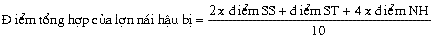 Điểm tổng hợp của lợn nái hậu bị = 2 x điểm SS + điểm ST + 4 x điểm NH
10